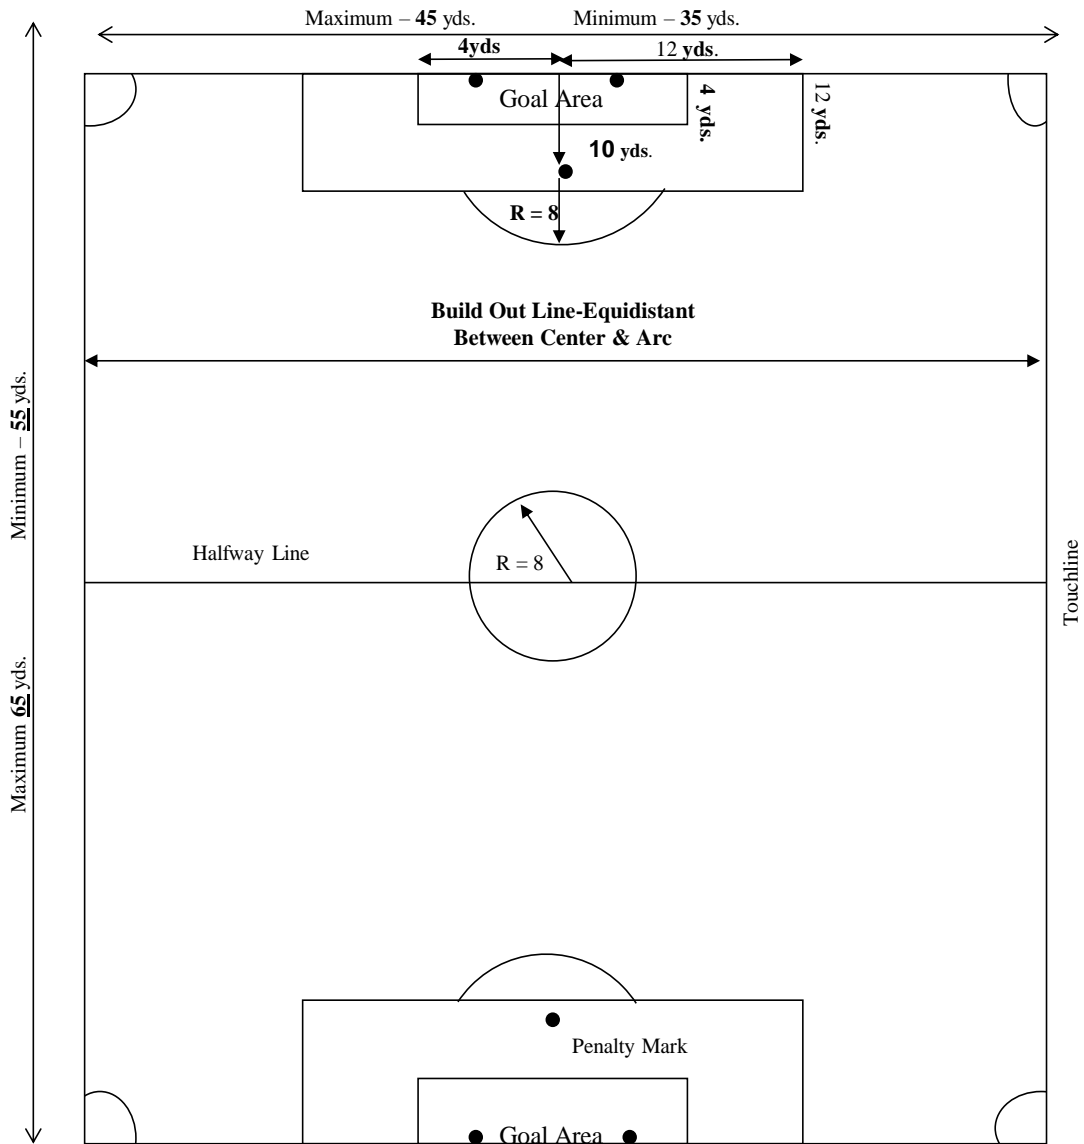 Maximum – 45 yds.
Minimum – 35 yds.
4yds
12 yds.
Goal Area
4 yds.
12 yds.
10 yds.
R = 8
Build Out Line-Equidistant
Between Center & Arc
Minimum – 55 yds.
Halfway Line
R = 8
Touchline
Maximum 65 yds.
Penalty Mark
Goal Area